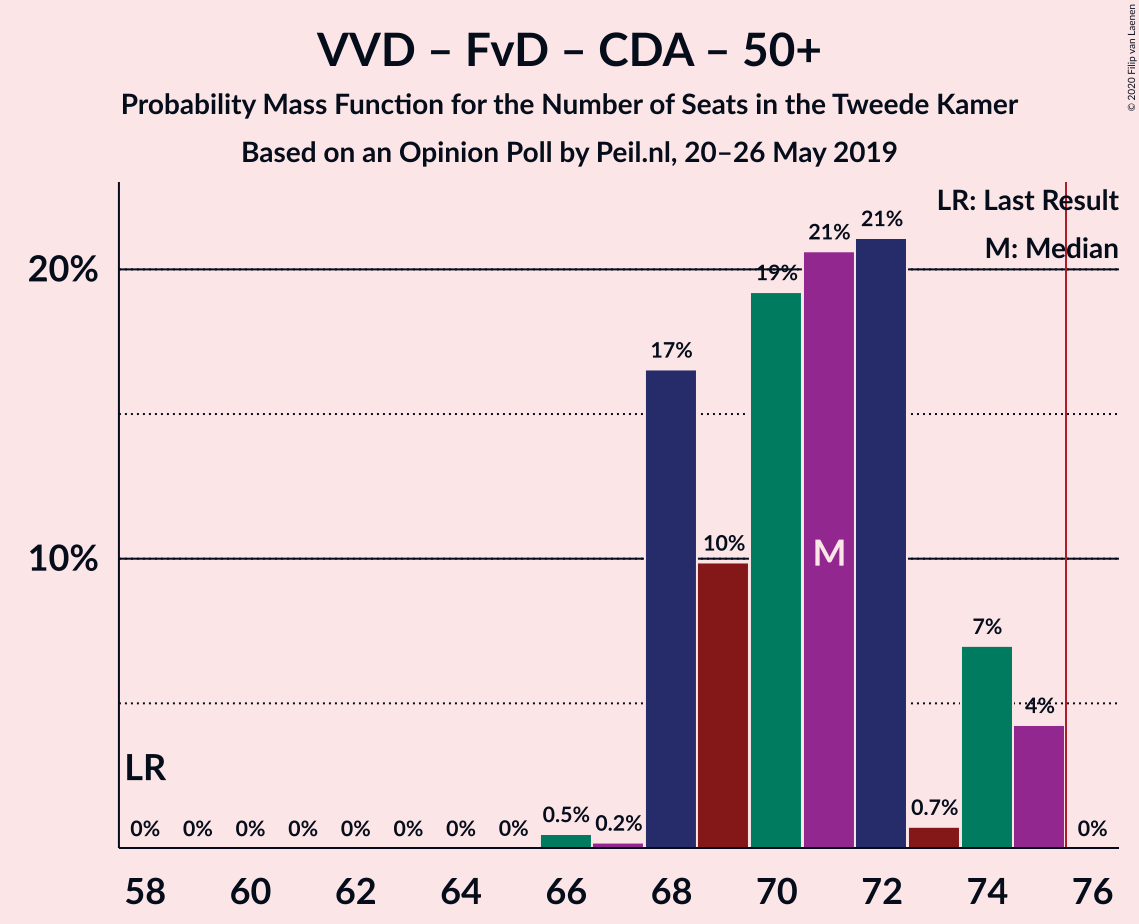 VVD – FvD – CDA – 50+
Probability Mass Function for the Number of Seats in the Tweede Kamer
Based on an Opinion Poll by Peil.nl, 20–26 May 2019
© 2020 Filip van Laenen
LR: Last Result
M: Median
20%
10%
LR
M
0%
0%
0%
0%
0%
0%
0%
0%
0.5%
0.2%
17%
10%
19%
21%
21%
0.7%
7%
4%
0%
58 60 62 64 66 68 70 72 74 76